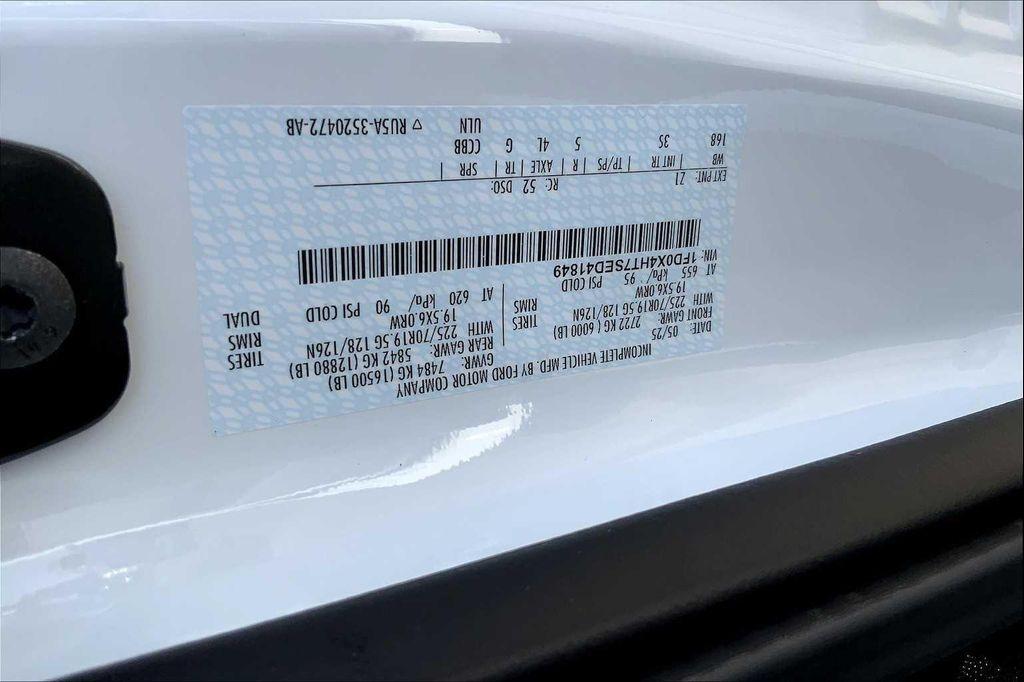 INCOMPLETE VEHICLE MFD. BY FORD MOTOR COMPANY
DATE: 05/25 GVWR: 7484 KG (16500 LB)
FRONT GAWR: 2722 KG (6000 LB) REAR GAWR: 5842 KG (12880 LB)
WITH 225/70R19.5G 128/126N TIRES WITH 225/70R19.5G 128/126N TIRES
19.5X6.0RW RIMS 19.5X6.0RW RIMS
AT 655 kPa/ 95 PSI COLD AT 620 kPa/ 90 PSI COLD DUAL
VIN: 1FD0X4HT7SED41849
EXT PNT: Z1 RC: 52 DSO:
WB | INT TR | TP/PS | R | AXLE | TR | SPR |
168 3S 5 4L G CCBB
ULN ▽ RU5A-3520472-AB